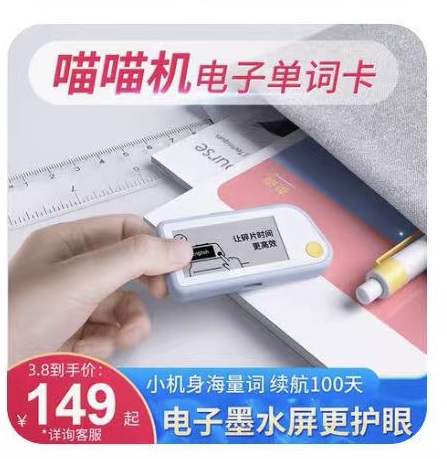 喵喵机电子单词卡
ourse
Technique
让碎片时间
更高效
English
3.8到手价:
¥149起
*详询客服
小机身海量词 续航100天
电子墨水屏更护眼